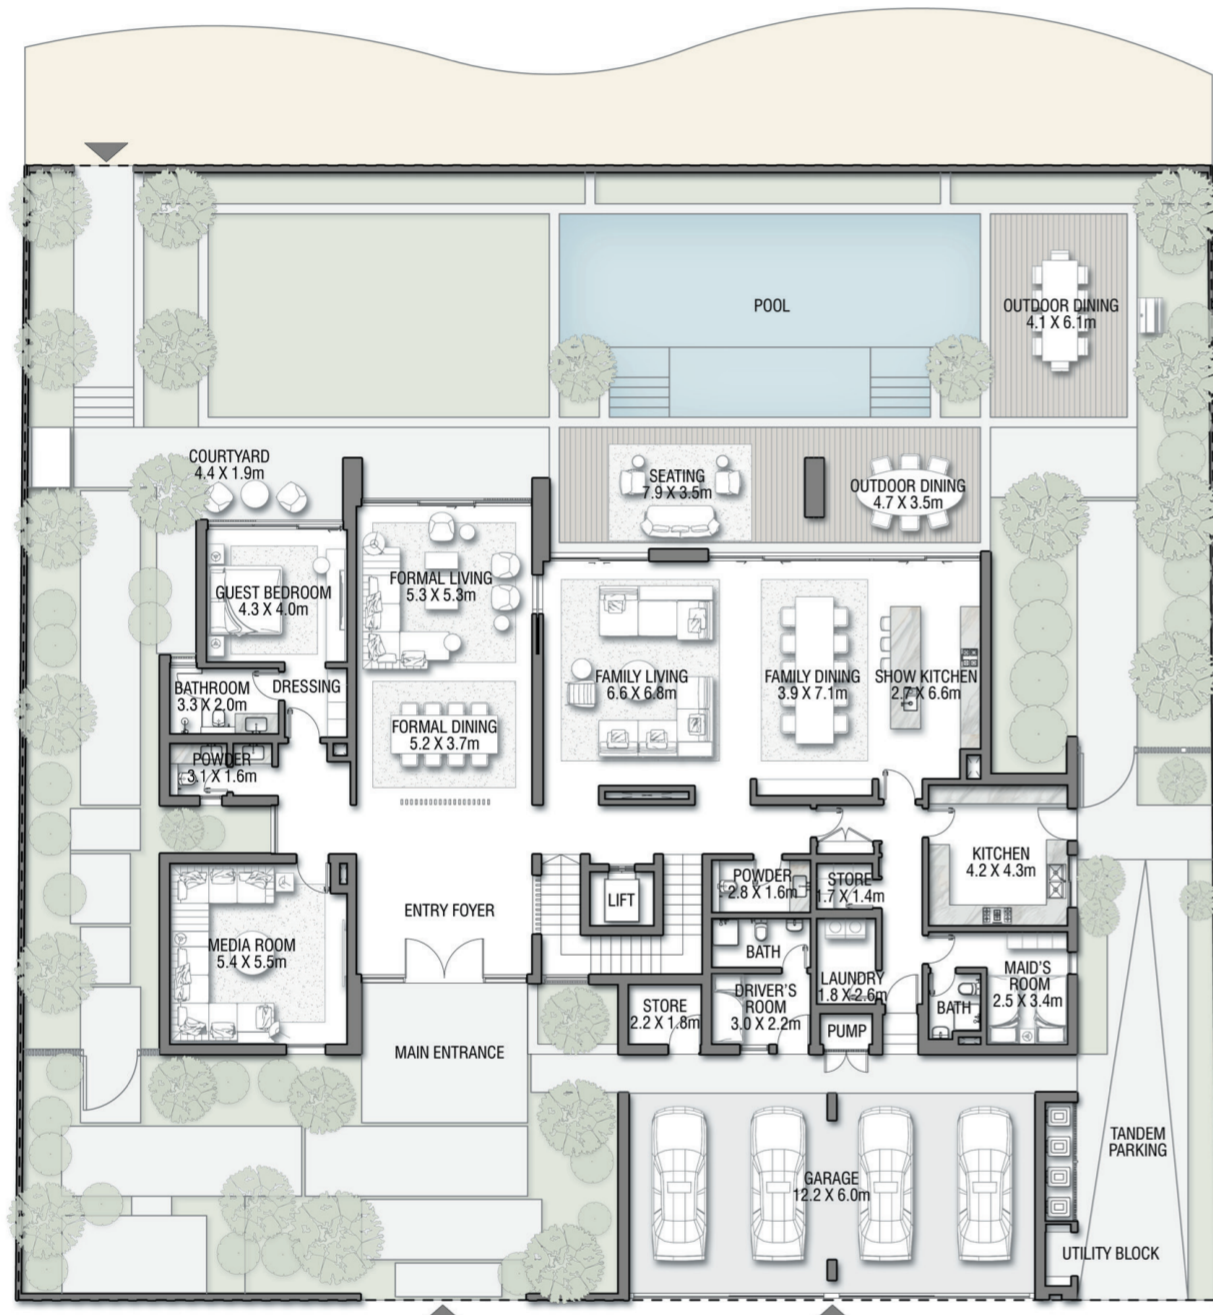 POOL
OUTDOOR DINING
4.1 X 6.1m
COURTYARD
4.4 X 1.9m
SEATING
7.9 X 3.5m
OUTDOOR DINING
4.7 X 3.5m
GUEST BEDROOM
4.3 X 4.0m
FORMAL LIVING
5.3 X 5.3m
BATHROOM
3.3 X 2.0m
DRESSING
FAMILY LIVING
6.6 X 6.8m
FAMILY DINING
3.9 X 7.1m
SHOW KITCHEN
2.7 X 6.6m
FORMAL DINING
5.2 X 3.7m
POWDER
3.1 X 1.6m
KITCHEN
4.2 X 4.3m
POWDER
2.8 X 1.6m
STORE
1.7 X 1.4m
LIFT
ENTRY FOYER
MEDIA ROOM
5.4 X 5.5m
BATH
LAUNDRY
1.8 X 2.6m
MAID'S
ROOM
2.5 X 3.4m
BATH
DRIVER'S
ROOM
3.0 X 2.2m
STORE
2.2 X 1.8m
PUMP
MAIN ENTRANCE
TANDEM
PARKING
GARAGE
12.2 X 6.0m
UTILITY BLOCK